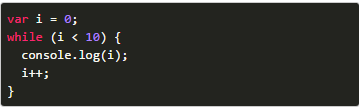 var i = 0;
while (i < 10) {
  console.log(i);
  i++;
}